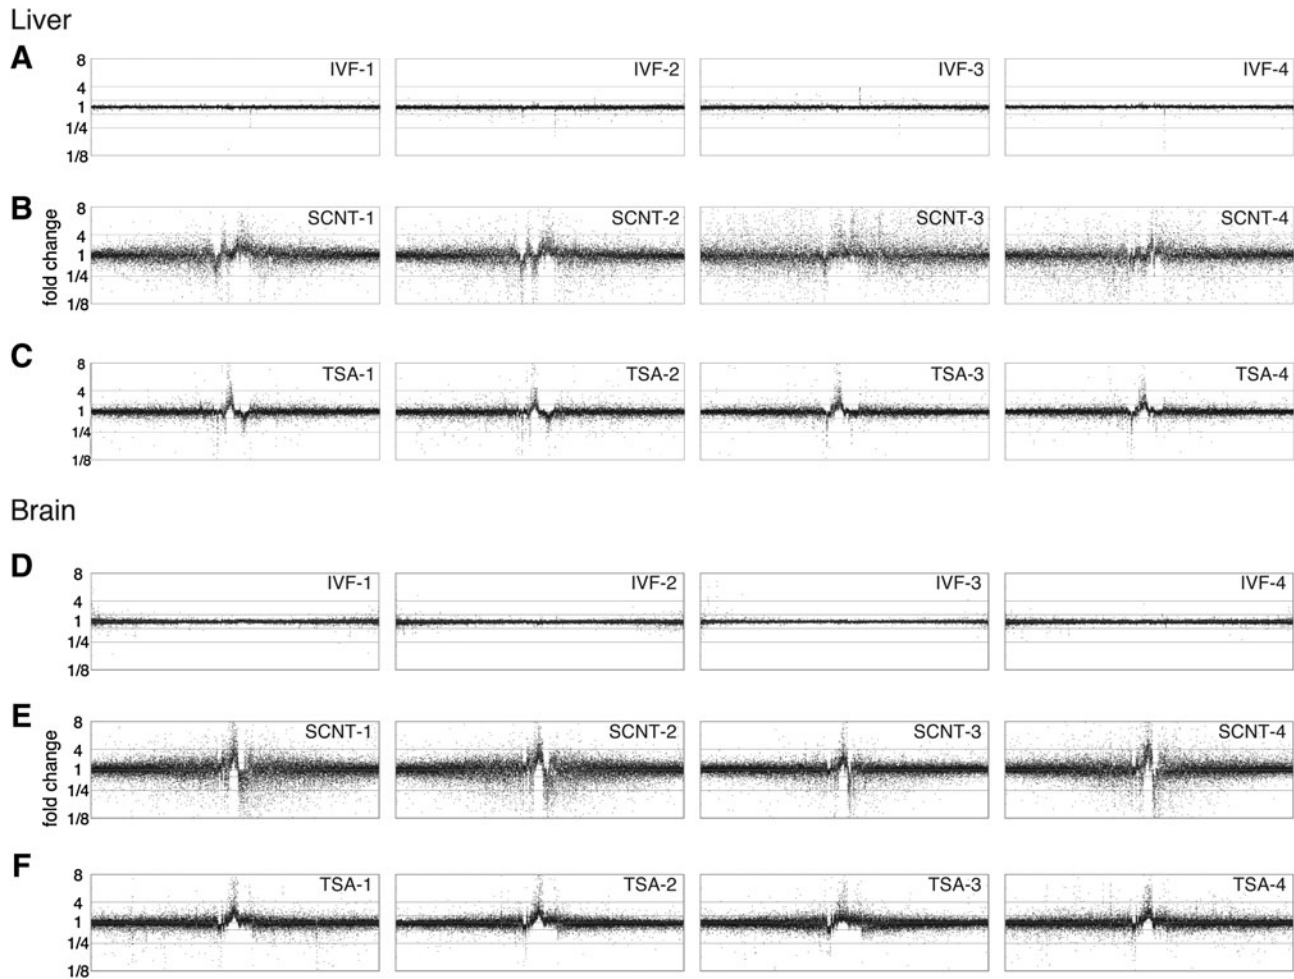 Liver
A
8
4
1
1/4
1/8
IVF-1
IVF-2
IVF-3
IVF-4
B
fold change
8
4
1
1/4
1/8
SCNT-1
SCNT-2
SCNT-3
SCNT-4
C
8
4
1
1/4
1/8
TSA-1
TSA-2
TSA-3
TSA-4
Brain
D
8
4
1
1/4
1/8
IVF-1
IVF-2
IVF-3
IVF-4
E
fold change
8
4
1
1/4
1/8
SCNT-1
SCNT-2
SCNT-3
SCNT-4
F
8
4
1
1/4
1/8
TSA-1
TSA-2
TSA-3
TSA-4